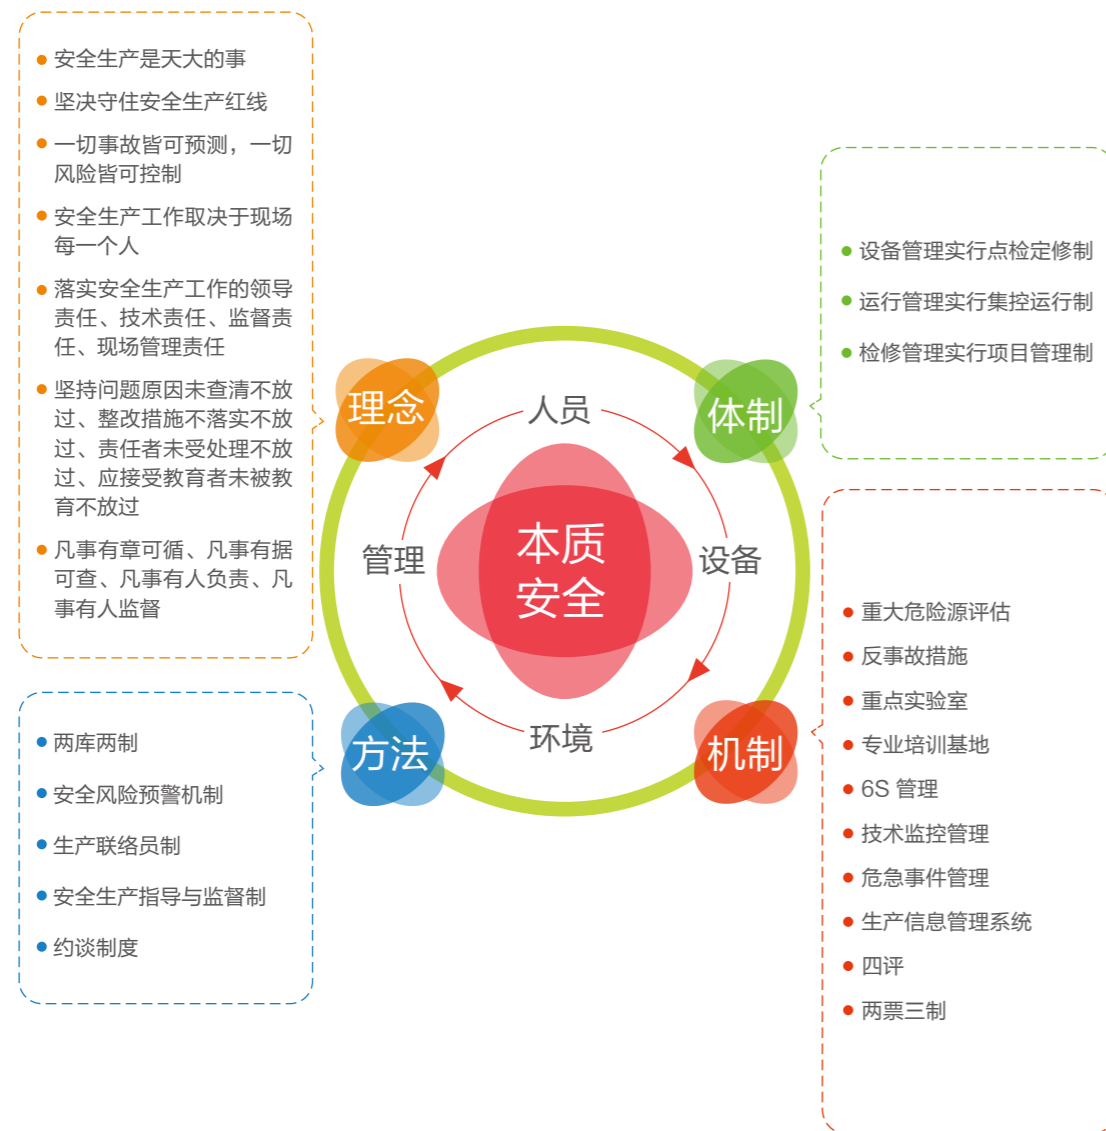 安全生产是天大的事
坚决守住安全生产红线
一切事故皆可预测，一切
风险皆可控制
安全生产工作取决于现场
每一个人
落实安全生产工作的领导
责任、技术责任、监督责
任、现场管理责任
坚持问题原因未查清不放
过、整改措施不落实不放
过、责任者未受处理不放
过、应接受教育者未被教
育不放过
凡事有章可循、凡事有据
可查、凡事有人负责、凡
事有人监督
设备管理实行点检定修制
运行管理实行集控运行制
检修管理实行项目管理制
理念
人员
体制
管理
本质
安全
设备
方法
环境
机制
两库两制
安全风险预警机制
生产联络员制
安全生产指导与监督制
约谈制度
重大危险源评估
反事故措施
重点实验室
专业培训基地
6S 管理
技术监控管理
危急事件管理
生产信息管理系统
四评
两票三制